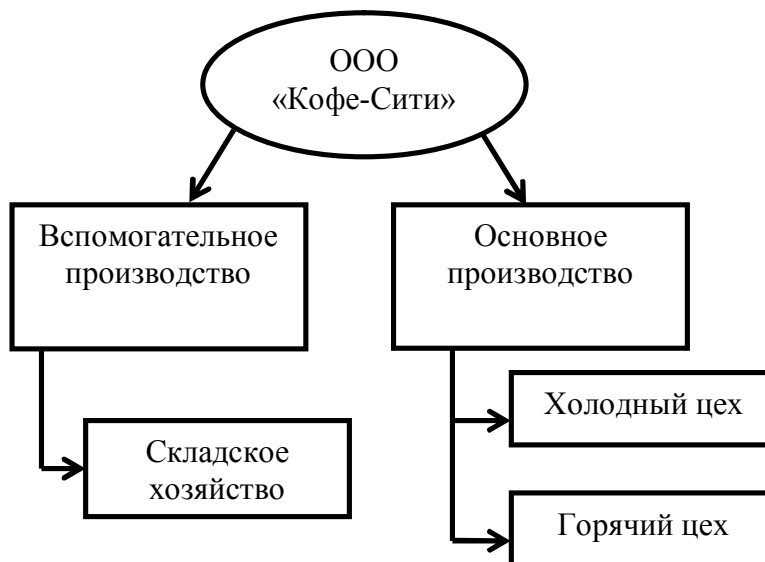 ООО
«Кофе-Сити»
Вспомогательное
производство
Основное
производство
Складское
хозяйство
Холодный цех
Горячий цех